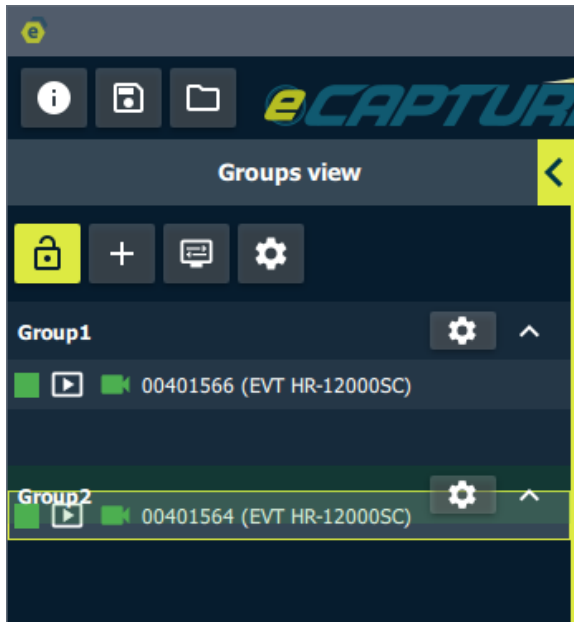 e
eCAPTUR
Groups view
Group1
00401566 (EVT HR-12000SC)
Group2
00401564 (EVT HR-12000SC)